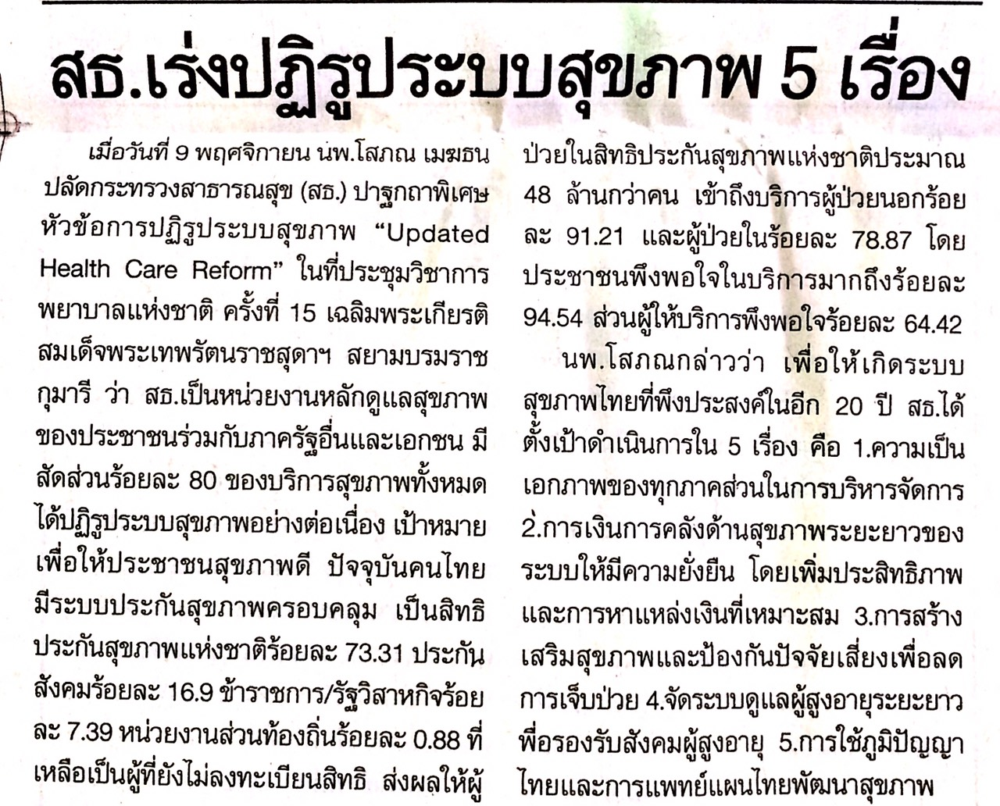 สธ.เร่งปฏิรูประบบสุขภาพ 5 เรื่อง
เมื่อวันที่ 9 พฤศจิกายน นพ.โสภณ เมฆธน
ปลัดกระทรวงสาธารณสุข (สธ.) ปาฐกถาพิเศษ
หัวข้อการปฏิรูประบบสุขภาพ “Updated
Health Care Reform” ในที่ประชุมวิชาการ
พยาบาลแห่งชาติ ครั้งที่ 15 เฉลิมพระเกียรติ
สมเด็จพระเทพรัตนราชสุดาฯ สยามบรมราช
กุมารี ว่า สธ.เป็นหน่วยงานหลักดูแลสุขภาพ
ของประชาชนร่วมกับภาครัฐอื่นและเอกชน มี
สัดส่วนร้อยละ 80 ของบริการสุขภาพทั้งหมด
ได้ปฏิรูประบบสุขภาพอย่างต่อเนื่อง เป้าหมาย
เพื่อให้ประชาชนสุขภาพดี ปัจจุบันคนไทย
มีระบบประกันสุขภาพครอบคลุม เป็นสิทธิ
ประกันสุขภาพแห่งชาติร้อยละ 73.31 ประกัน
สังคมร้อยละ 16.9 ข้าราชการ/รัฐวิสาหกิจร้อย
ละ 7.39 หน่วยงานส่วนท้องถิ่นร้อยละ 0.88 ที่
เหลือเป็นผู้ที่ยังไม่ลงทะเบียนสิทธิ ส่งผลให้ผู้
ป่วยในสิทธิประกันสุขภาพแห่งชาติประมาณ
48 ล้านกว่าคน เข้าถึงบริการผู้ป่วยนอกร้อย
ละ 91.21 และผู้ป่วยในร้อยละ 78.87 โดย
ประชาชนพึงพอใจในบริการมากถึงร้อยละ
94.54 ส่วนผู้ให้บริการพึงพอใจร้อยละ 64.42
นพ.โสภณกล่าวว่า เพื่อให้เกิดระบบ
สุขภาพไทยที่พึงประสงค์ในอีก 20 ปี สธ.ได้
ตั้งเป้าดำเนินการใน 5 เรื่อง คือ 1.ความเป็น
เอกภาพของทุกภาคส่วนในการบริหารจัดการ
2.การเงินการคลังด้านสุขภาพระยะยาวของ
ระบบให้มีความยั่งยืน โดยเพิ่มประสิทธิภาพ
และการหาแหล่งเงินที่เหมาะสม 3.การสร้าง
เสริมสุขภาพและป้องกันปัจจัยเสี่ยงเพื่อลด
การเจ็บป่วย 4.จัดระบบดูแลผู้สูงอายุระยะยาว
พื่อรองรับสังคมผู้สูงอายุ 5.การใช้ภูมิปัญญา
ไทยและการแพทย์แผนไทยพัฒนาสุขภาพ